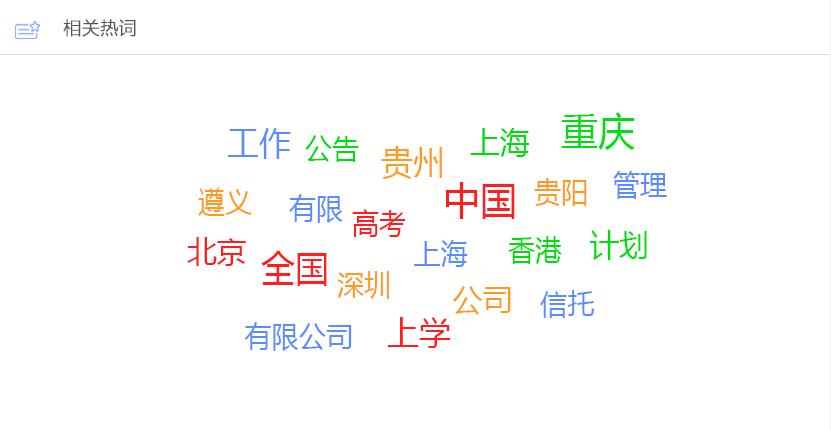 相关热词
工作 公告 贵州 上海 重庆
遵义 有限 高考 中国 贵阳 管理
北京 全国 深圳 上海 香港 计划
有限公司 上学 公司 信托